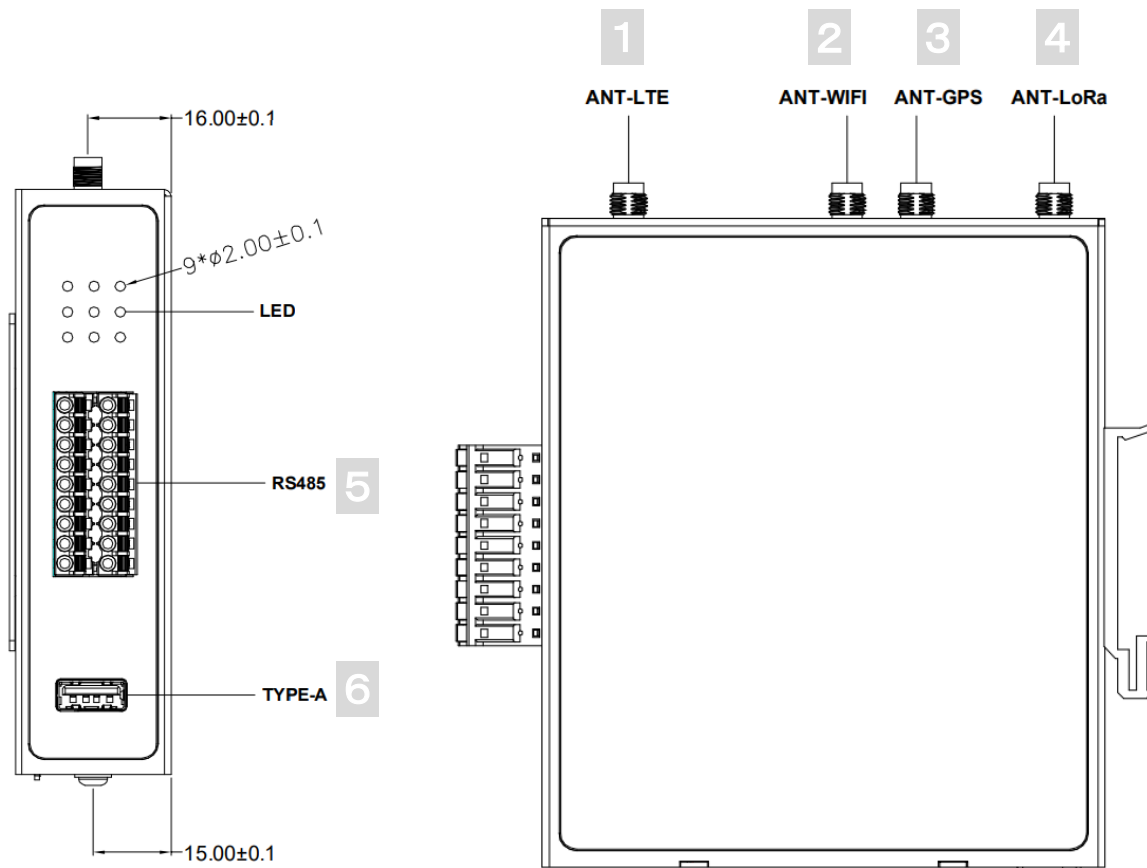 1
2
3
4
ANT-LTE
ANT-WIFI
ANT-GPS
ANT-LoRa
16.00±0.1
9*ø2.00±0.1
LED
RS485
5
TYPE-A
6
15.00±0.1